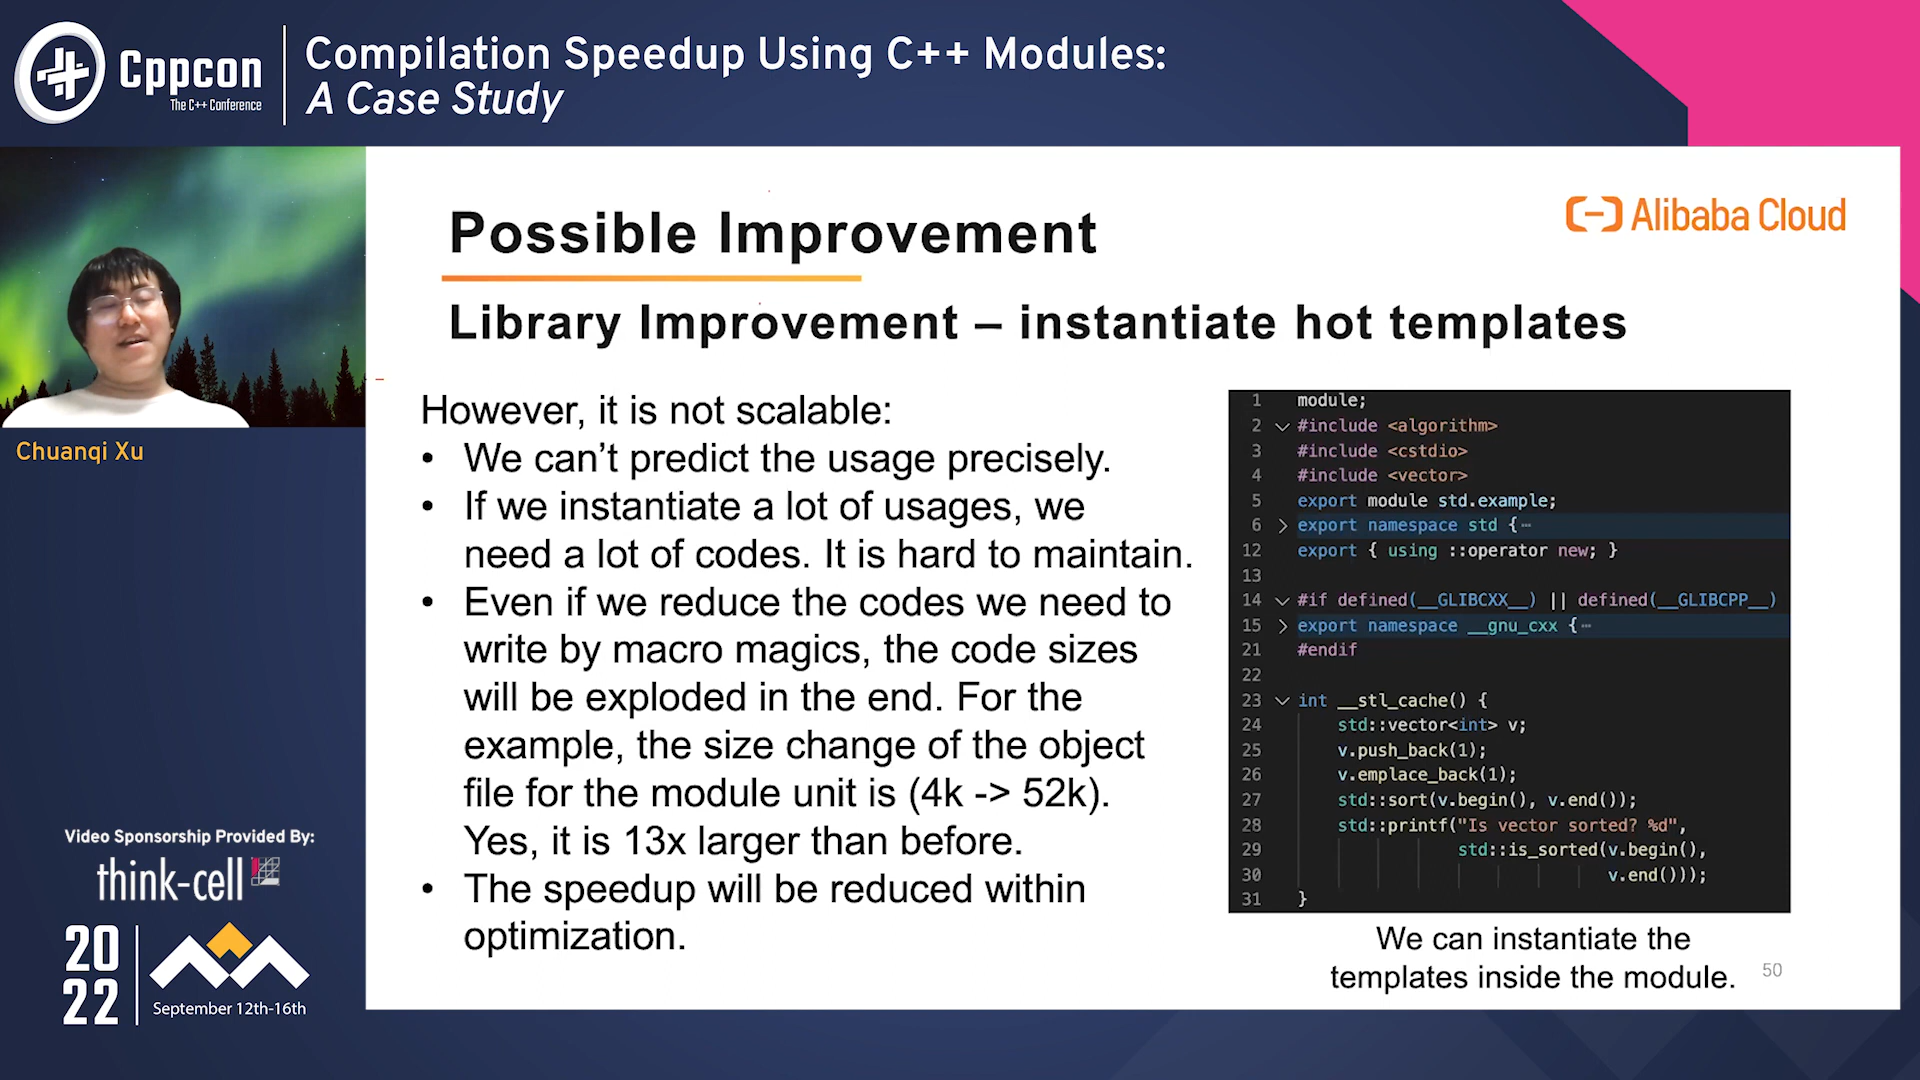 Cppcon
The C++ Conference
Compilation Speedup Using C++ Modules:
A Case Study
Chuanqi Xu
Video Sponsorship Provided By:
think-cell
20
22
September 12th-16th
Alibaba Cloud
Possible Improvement
Library Improvement – instantiate hot templates
However, it is not scalable:
• We can't predict the usage precisely.
• If we instantiate a lot of usages, we
need a lot of codes. It is hard to maintain.
• Even if we reduce the codes we need to
write by macro magics, the code sizes
will be exploded in the end. For the
example, the size change of the object
file for the module unit is (4k -> 52k).
Yes, it is 13x larger than before.
• The speedup will be reduced within
optimization.
1 module;
2 #include <algorithm>
3 #include <cstdio>
4 #include <vector>
5 export module std.example;
6 export namespace std {⋯
12 export { using ::operator new; }
13
14 #if defined(__GLIBCXX__) || defined(__GLIBCPP__)
15 export namespace __gnu_cxx {⋯
21 #endif
22
23 int __stl_cache() {
24 std::vector<int> v;
25 v.push_back(1);
26 v.emplace_back(1);
27 std::sort(v.begin(), v.end());
28 std::printf("Is vector sorted? %d",
29 std::is_sorted(v.begin(),
30 v.end()));
31 }
We can instantiate the
templates inside the module.
50